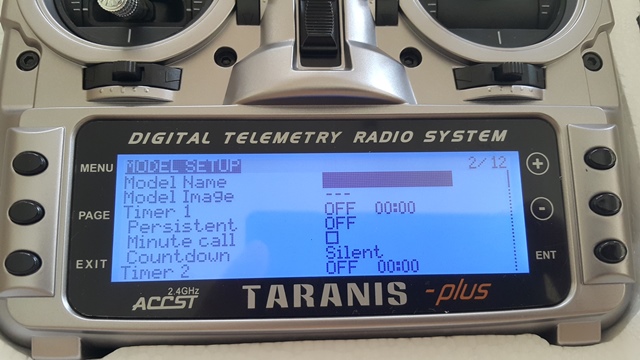 DIGITAL TELEMETRY RADIO SYSTEM
MENU
PAGE
EXIT
MODEL SETUP 2/12
Model Name
Model Image ---
Timer 1 OFF 00:00
Persistent OFF
Minute call
Countdown Silent
Timer 2 OFF 00:00
+
-
ENT
2.4GHz
ACCST TARANIS -plus